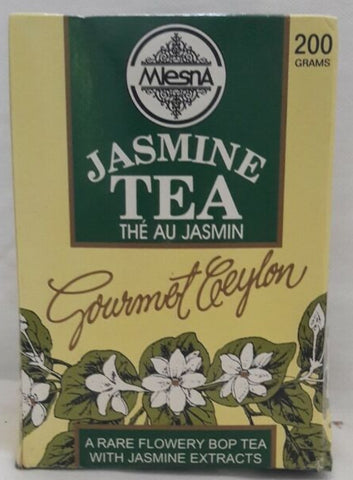 MlesnA
200
GRAMS
JASMINE
TEA
THÉ AU JASMIN
Gourmet Ceylon
A RARE FLOWERY BOP TEA
WITH JASMINE EXTRACTS